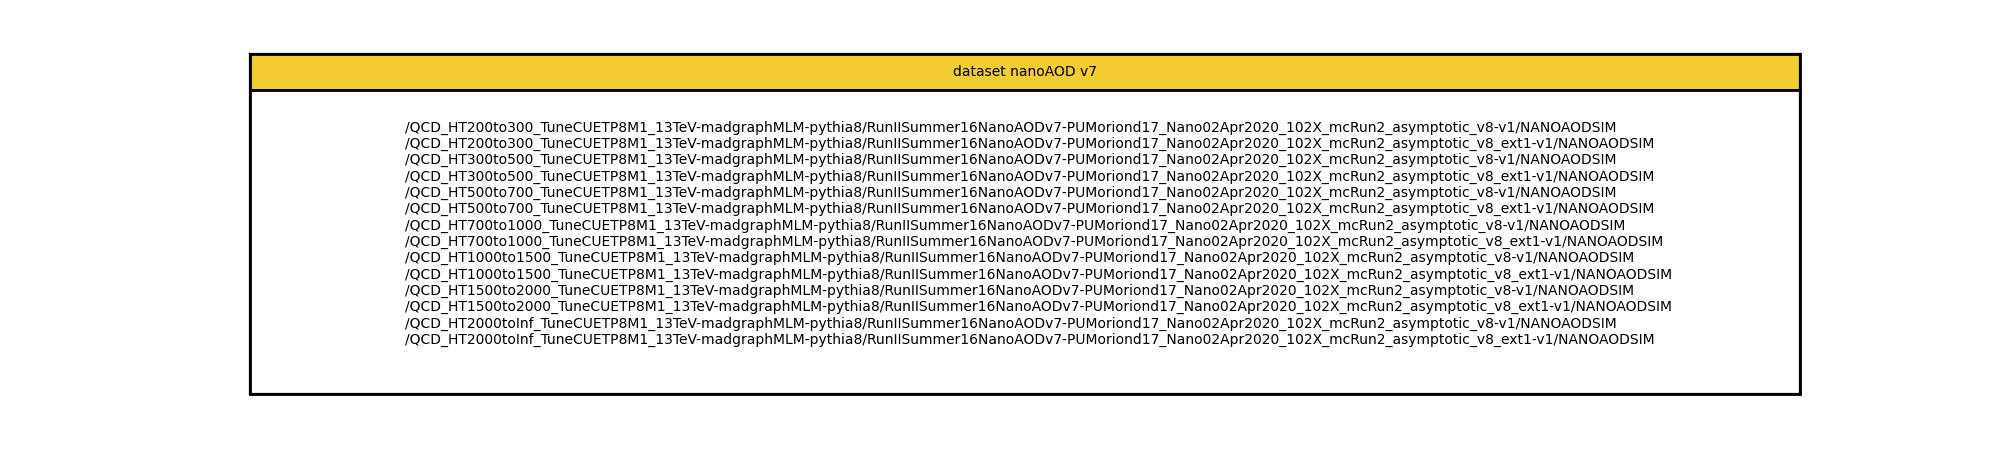 dataset nanoAOD v7
/QCD_HT200to300_TuneCUETP8M1_13TeV-madgraphMLM-pythia8/RunIISummer16NanoAODv7-PUMoriond17_Nano02Apr2020_102X_mcRun2_asymptotic_v8-v1/NANOAODSIM
/QCD_HT200to300_TuneCUETP8M1_13TeV-madgraphMLM-pythia8/RunIISummer16NanoAODv7-PUMoriond17_Nano02Apr2020_102X_mcRun2_asymptotic_v8_ext1-v1/NANOAODSIM
/QCD_HT300to500_TuneCUETP8M1_13TeV-madgraphMLM-pythia8/RunIISummer16NanoAODv7-PUMoriond17_Nano02Apr2020_102X_mcRun2_asymptotic_v8-v1/NANOAODSIM
/QCD_HT300to500_TuneCUETP8M1_13TeV-madgraphMLM-pythia8/RunIISummer16NanoAODv7-PUMoriond17_Nano02Apr2020_102X_mcRun2_asymptotic_v8_ext1-v1/NANOAODSIM
/QCD_HT500to700_TuneCUETP8M1_13TeV-madgraphMLM-pythia8/RunIISummer16NanoAODv7-PUMoriond17_Nano02Apr2020_102X_mcRun2_asymptotic_v8-v1/NANOAODSIM
/QCD_HT500to700_TuneCUETP8M1_13TeV-madgraphMLM-pythia8/RunIISummer16NanoAODv7-PUMoriond17_Nano02Apr2020_102X_mcRun2_asymptotic_v8_ext1-v1/NANOAODSIM
/QCD_HT700to1000_TuneCUETP8M1_13TeV-madgraphMLM-pythia8/RunIISummer16NanoAODv7-PUMoriond17_Nano02Apr2020_102X_mcRun2_asymptotic_v8-v1/NANOAODSIM
/QCD_HT700to1000_TuneCUETP8M1_13TeV-madgraphMLM-pythia8/RunIISummer16NanoAODv7-PUMoriond17_Nano02Apr2020_102X_mcRun2_asymptotic_v8_ext1-v1/NANOAODSIM
/QCD_HT1000to1500_TuneCUETP8M1_13TeV-madgraphMLM-pythia8/RunIISummer16NanoAODv7-PUMoriond17_Nano02Apr2020_102X_mcRun2_asymptotic_v8-v1/NANOAODSIM
/QCD_HT1000to1500_TuneCUETP8M1_13TeV-madgraphMLM-pythia8/RunIISummer16NanoAODv7-PUMoriond17_Nano02Apr2020_102X_mcRun2_asymptotic_v8_ext1-v1/NANOAODSIM
/QCD_HT1500to2000_TuneCUETP8M1_13TeV-madgraphMLM-pythia8/RunIISummer16NanoAODv7-PUMoriond17_Nano02Apr2020_102X_mcRun2_asymptotic_v8-v1/NANOAODSIM
/QCD_HT1500to2000_TuneCUETP8M1_13TeV-madgraphMLM-pythia8/RunIISummer16NanoAODv7-PUMoriond17_Nano02Apr2020_102X_mcRun2_asymptotic_v8_ext1-v1/NANOAODSIM
/QCD_HT2000toInf_TuneCUETP8M1_13TeV-madgraphMLM-pythia8/RunIISummer16NanoAODv7-PUMoriond17_Nano02Apr2020_102X_mcRun2_asymptotic_v8-v1/NANOAODSIM
/QCD_HT2000toInf_TuneCUETP8M1_13TeV-madgraphMLM-pythia8/RunIISummer16NanoAODv7-PUMoriond17_Nano02Apr2020_102X_mcRun2_asymptotic_v8_ext1-v1/NANOAODSIM